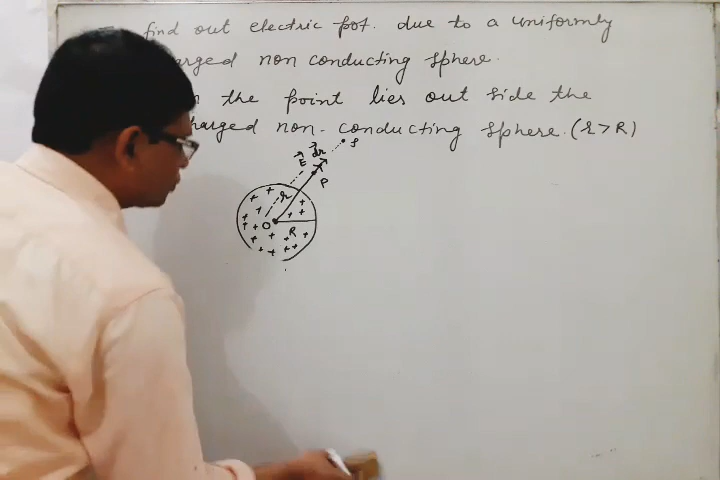 find out electric pot. due to a uniformly
arged non conducting sphere.
the point lies out side the
harged non-conducting sphere. (r > R)
E dr S
P
r
O
R